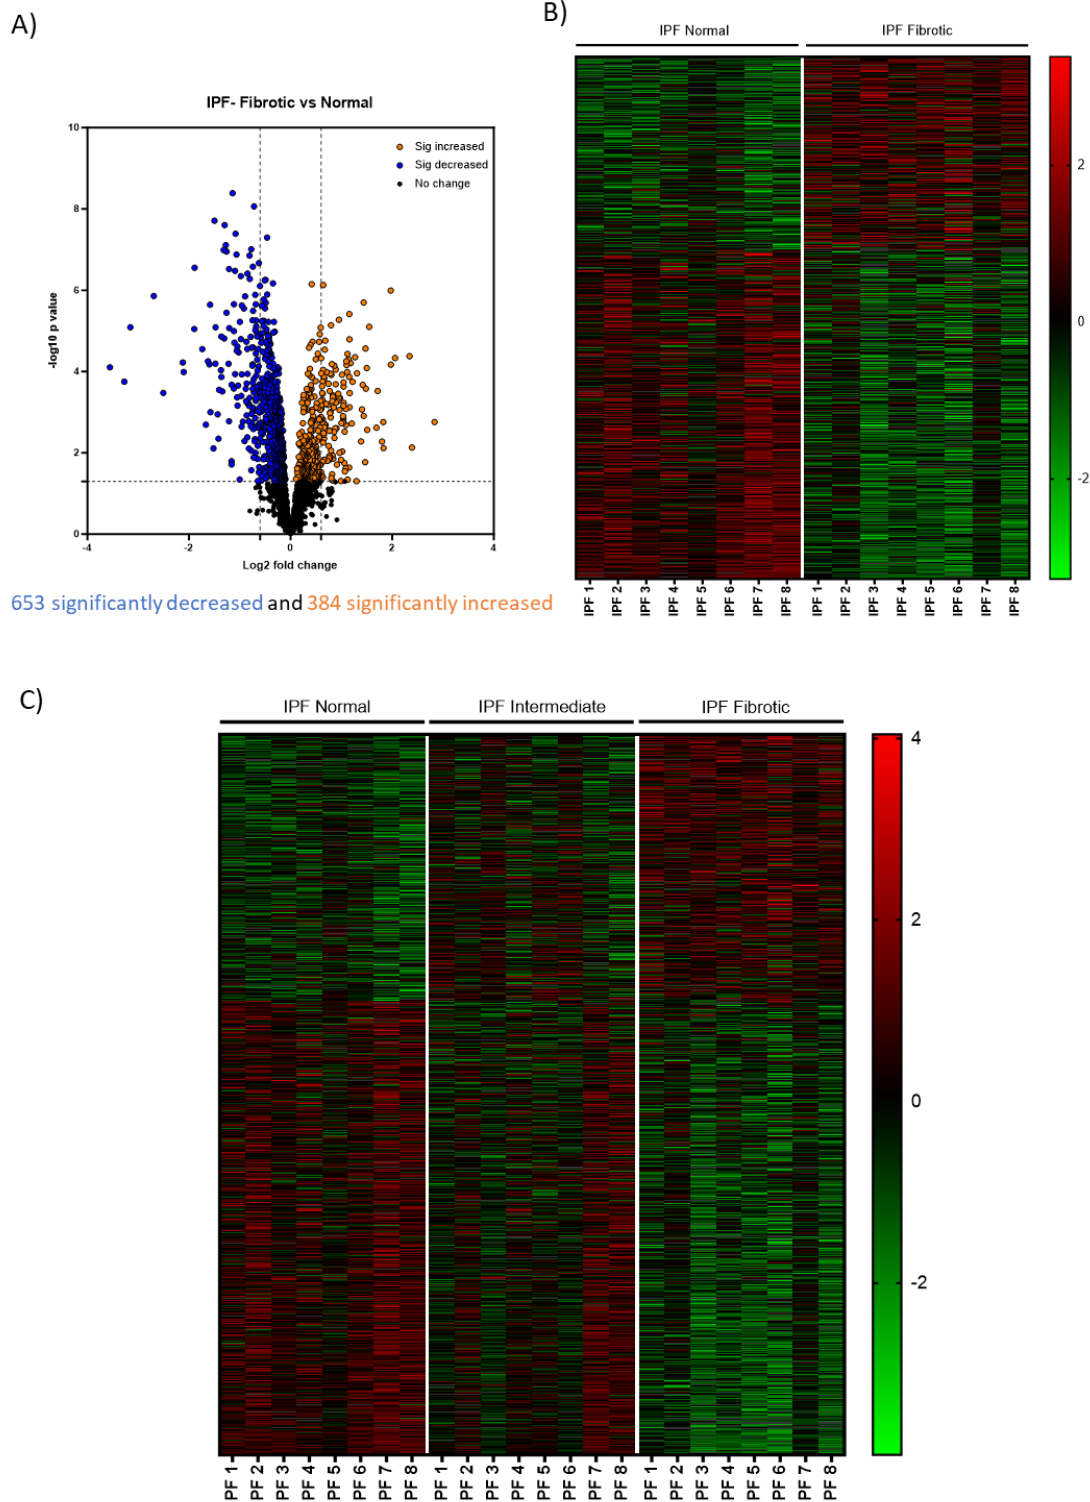 A)
IPF- Fibrotic vs Normal
10
8
6
4
2
0
-log10 p value
Sig increased
Sig decreased
No change
-4
-2
0
2
4
Log2 fold change
653 significantly decreased and 384 significantly increased
B)
IPF Normal
IPF Fibrotic
2
0
-2
IPF 1
IPF 2
IPF 3
IPF 4
IPF 5
IPF 6
IPF 7
IPF 8
IPF 1
IPF 2
IPF 3
IPF 4
IPF 5
IPF 6
IPF 7
IPF 8
C)
IPF Normal
IPF Intermediate
IPF Fibrotic
4
2
0
-2
PF 1
PF 2
PF 3
PF 4
PF 5
PF 6
PF 7
PF 8
PF 1
PF 2
PF 3
PF 4
PF 5
PF 6
PF 7
PF 8
PF 1
PF 2
PF 3
PF 4
PF 5
PF 6
PF 7
PF 8